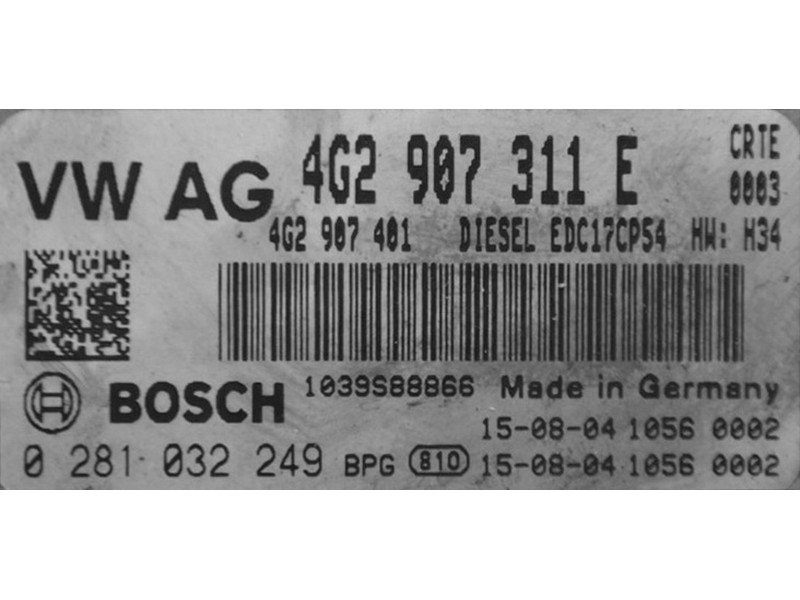 VW AG 4G2 907 311 E CRTE
0003
4G2 907 401 DIESEL EDC17CP54 HW: H34
BOSCH 1039S88866 Made in Germany
15-08-04 1056 0002
0 281 032 249 BPG 810 15-08-04 1056 0002